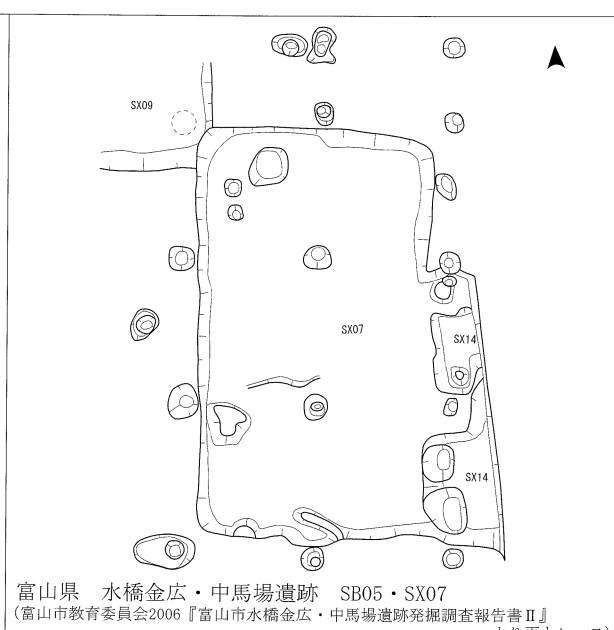 SX09
SX07
SX14
SX14
富山県 水橋金広・中馬場遺跡 SB05・SX07
(富山市教育委員会2006『富山市水橋金広・中馬場遺跡発掘調査報告書Ⅱ』